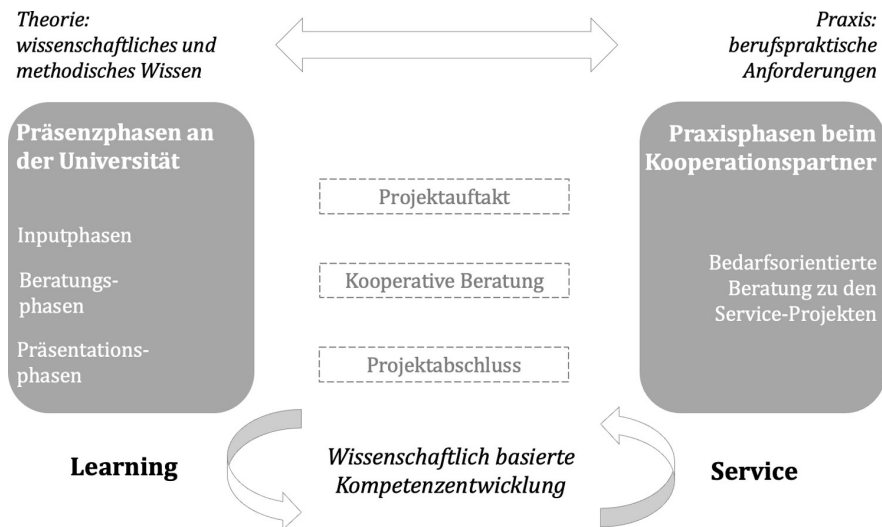 Theorie:
wissenschaftliches und
methodisches Wissen
Praxis:
berufspraktische
Anforderungen
Präsenzphasen an
der Universität
Inputphasen
Beratungs-
phasen
Präsentations-
phasen
Projektauftakt
Kooperative Beratung
Projektabschluss
Praxisphasen beim
Kooperationspartner
Bedarfsorientierte
Beratung zu den
Service-Projekten
Learning
Wissenschaftlich basierte
Kompetenzentwicklung
Service